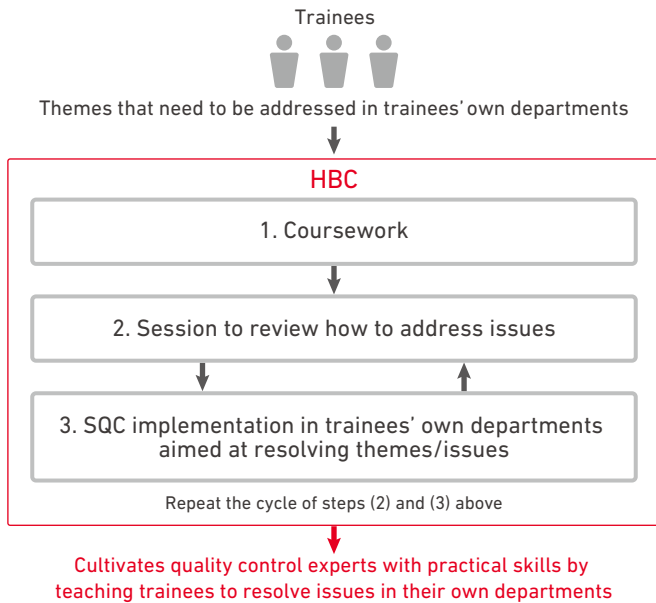 Trainees
Themes that need to be addressed in trainees’ own departments
HBC
1. Coursework
2. Session to review how to address issues
3. SQC implementation in trainees’ own departments
aimed at resolving themes/issues
Repeat the cycle of steps (2) and (3) above
Cultivates quality control experts with practical skills by
teaching trainees to resolve issues in their own departments